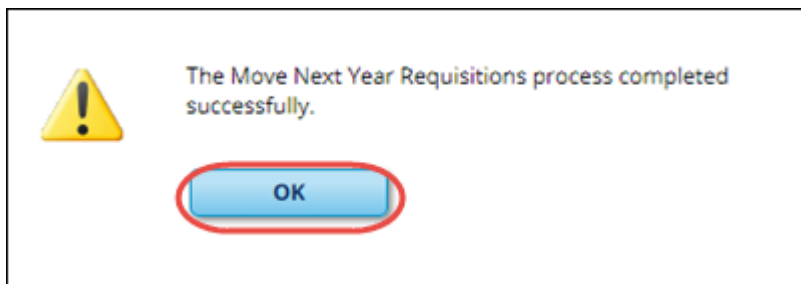 The Move Next Year Requisitions process completed
successfully.
OK